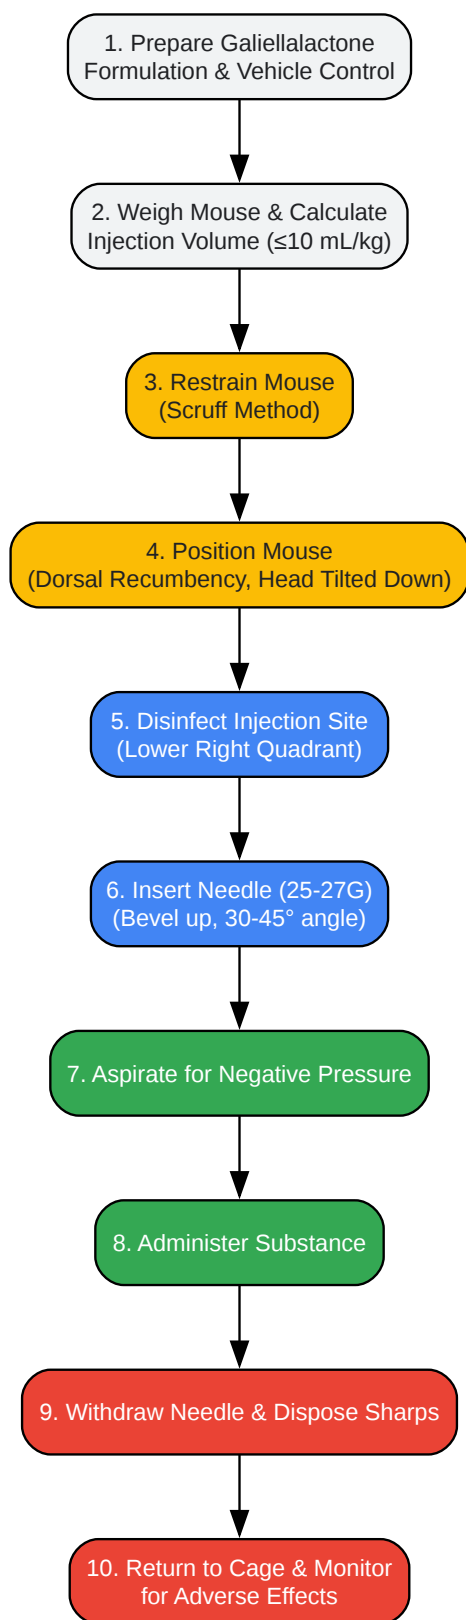 1. Prepare Galiellalactone
Formulation & Vehicle Control
2. Weigh Mouse & Calculate
Injection Volume (≤10 mL/kg)
3. Restrain Mouse
(Scruff Method)
4. Position Mouse
(Dorsal Recumbency, Head Tilted Down)
5. Disinfect Injection Site
(Lower Right Quadrant)
6. Insert Needle (25-27G)
(Bevel up, 30-45° angle)
7. Aspirate for Negative Pressure
8. Administer Substance
9. Withdraw Needle & Dispose Sharps
10. Return to Cage & Monitor
for Adverse Effects